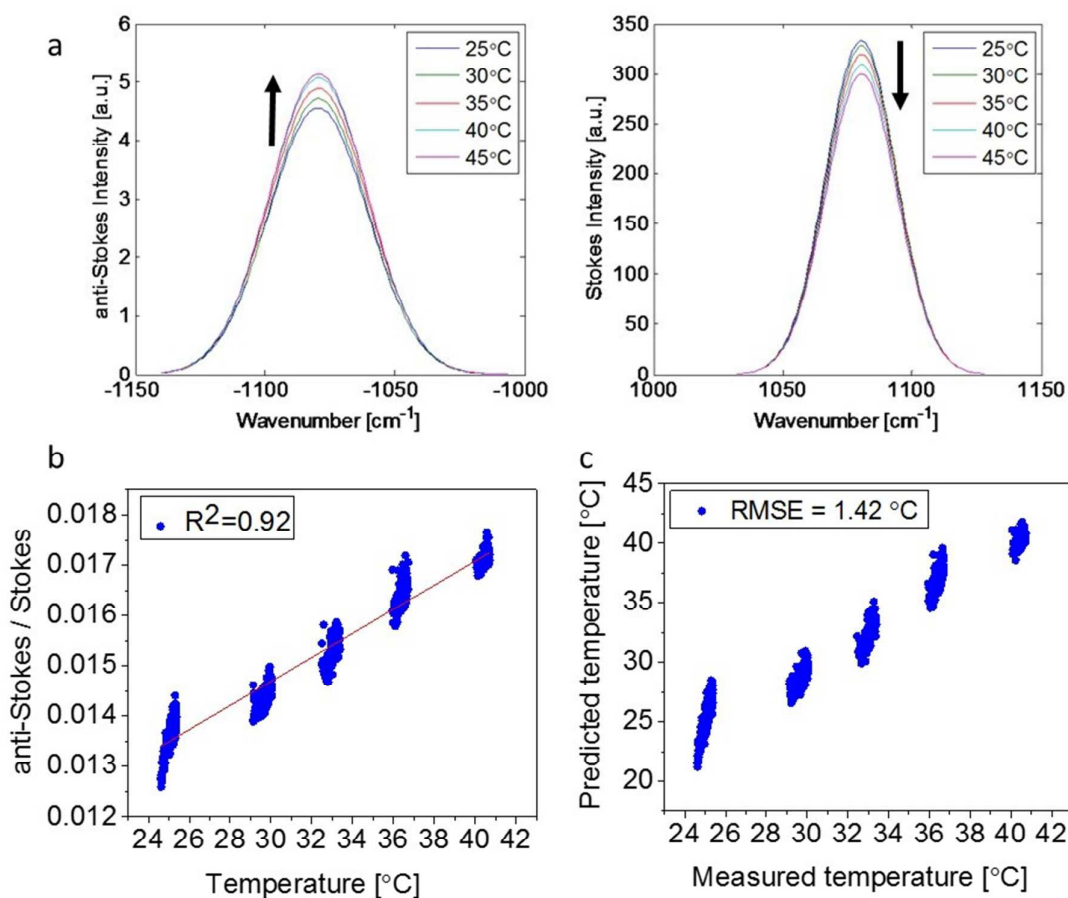 a
anti-Stokes Intensity [a.u.]
6
5
4
3
2
1
0
-1150
-1100
-1050
-1000
Wavenumber [cm⁻¹]
25°C
30°C
35°C
40°C
45°C
Stokes Intensity [a.u.]
350
300
250
200
150
100
50
0
1000
1050
1100
1150
Wavenumber [cm⁻¹]
25°C
30°C
35°C
40°C
45°C
b
anti-Stokes / Stokes
0.018
0.017
0.016
0.015
0.014
0.013
0.012
R²=0.92
24 26 28 30 32 34 36 38 40 42
Temperature [°C]
c
Predicted temperature [°C]
45
40
35
30
25
20
RMSE = 1.42 °C
24 26 28 30 32 34 36 38 40 42
Measured temperature [°C]